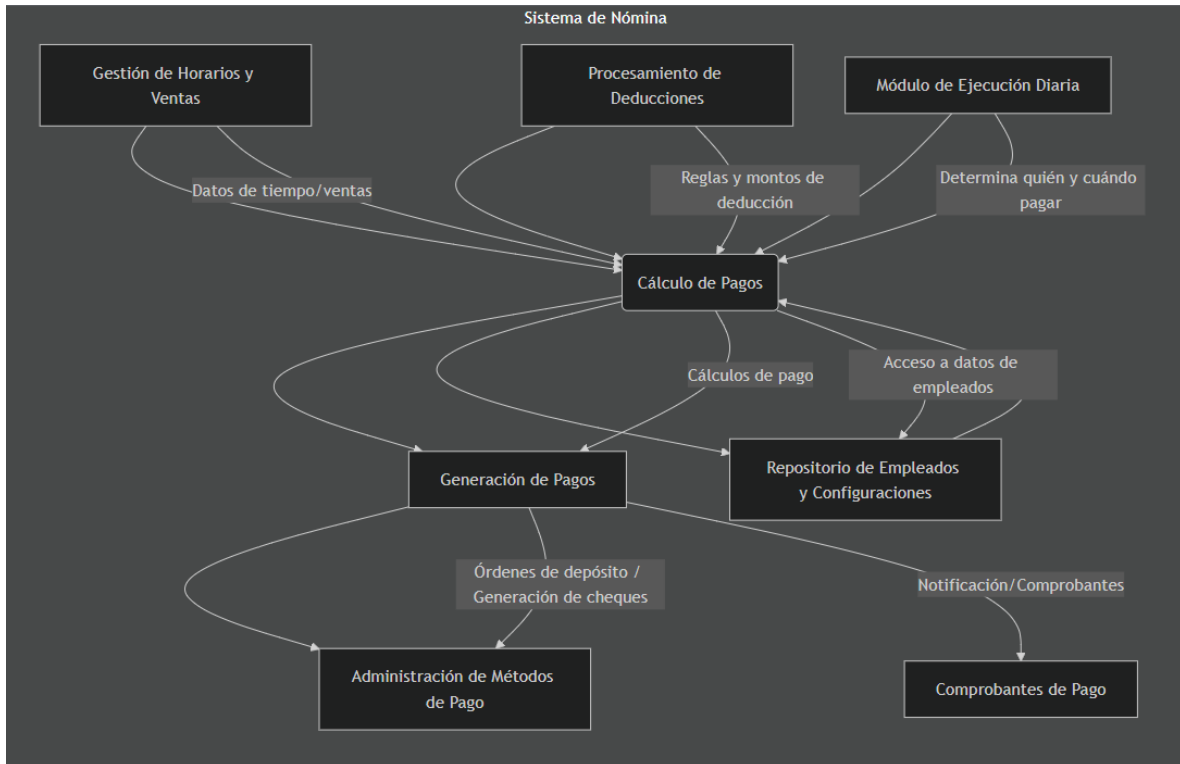 Sistema de Nómina
Gestión de Horarios y
Ventas
Procesamiento de
Deducciones
Módulo de Ejecución Diaria
Datos de tiempo/ventas
Reglas y montos de
deducción
Determina quién y cuándo
pagar
Cálculo de Pagos
Cálculos de pago
Acceso a datos de
empleados
Generación de Pagos
Repositorio de Empleados
y Configuraciones
Órdenes de depósito /
Generación de cheques
Notificación/Comprobantes
Administración de Métodos
de Pago
Comprobantes de Pago